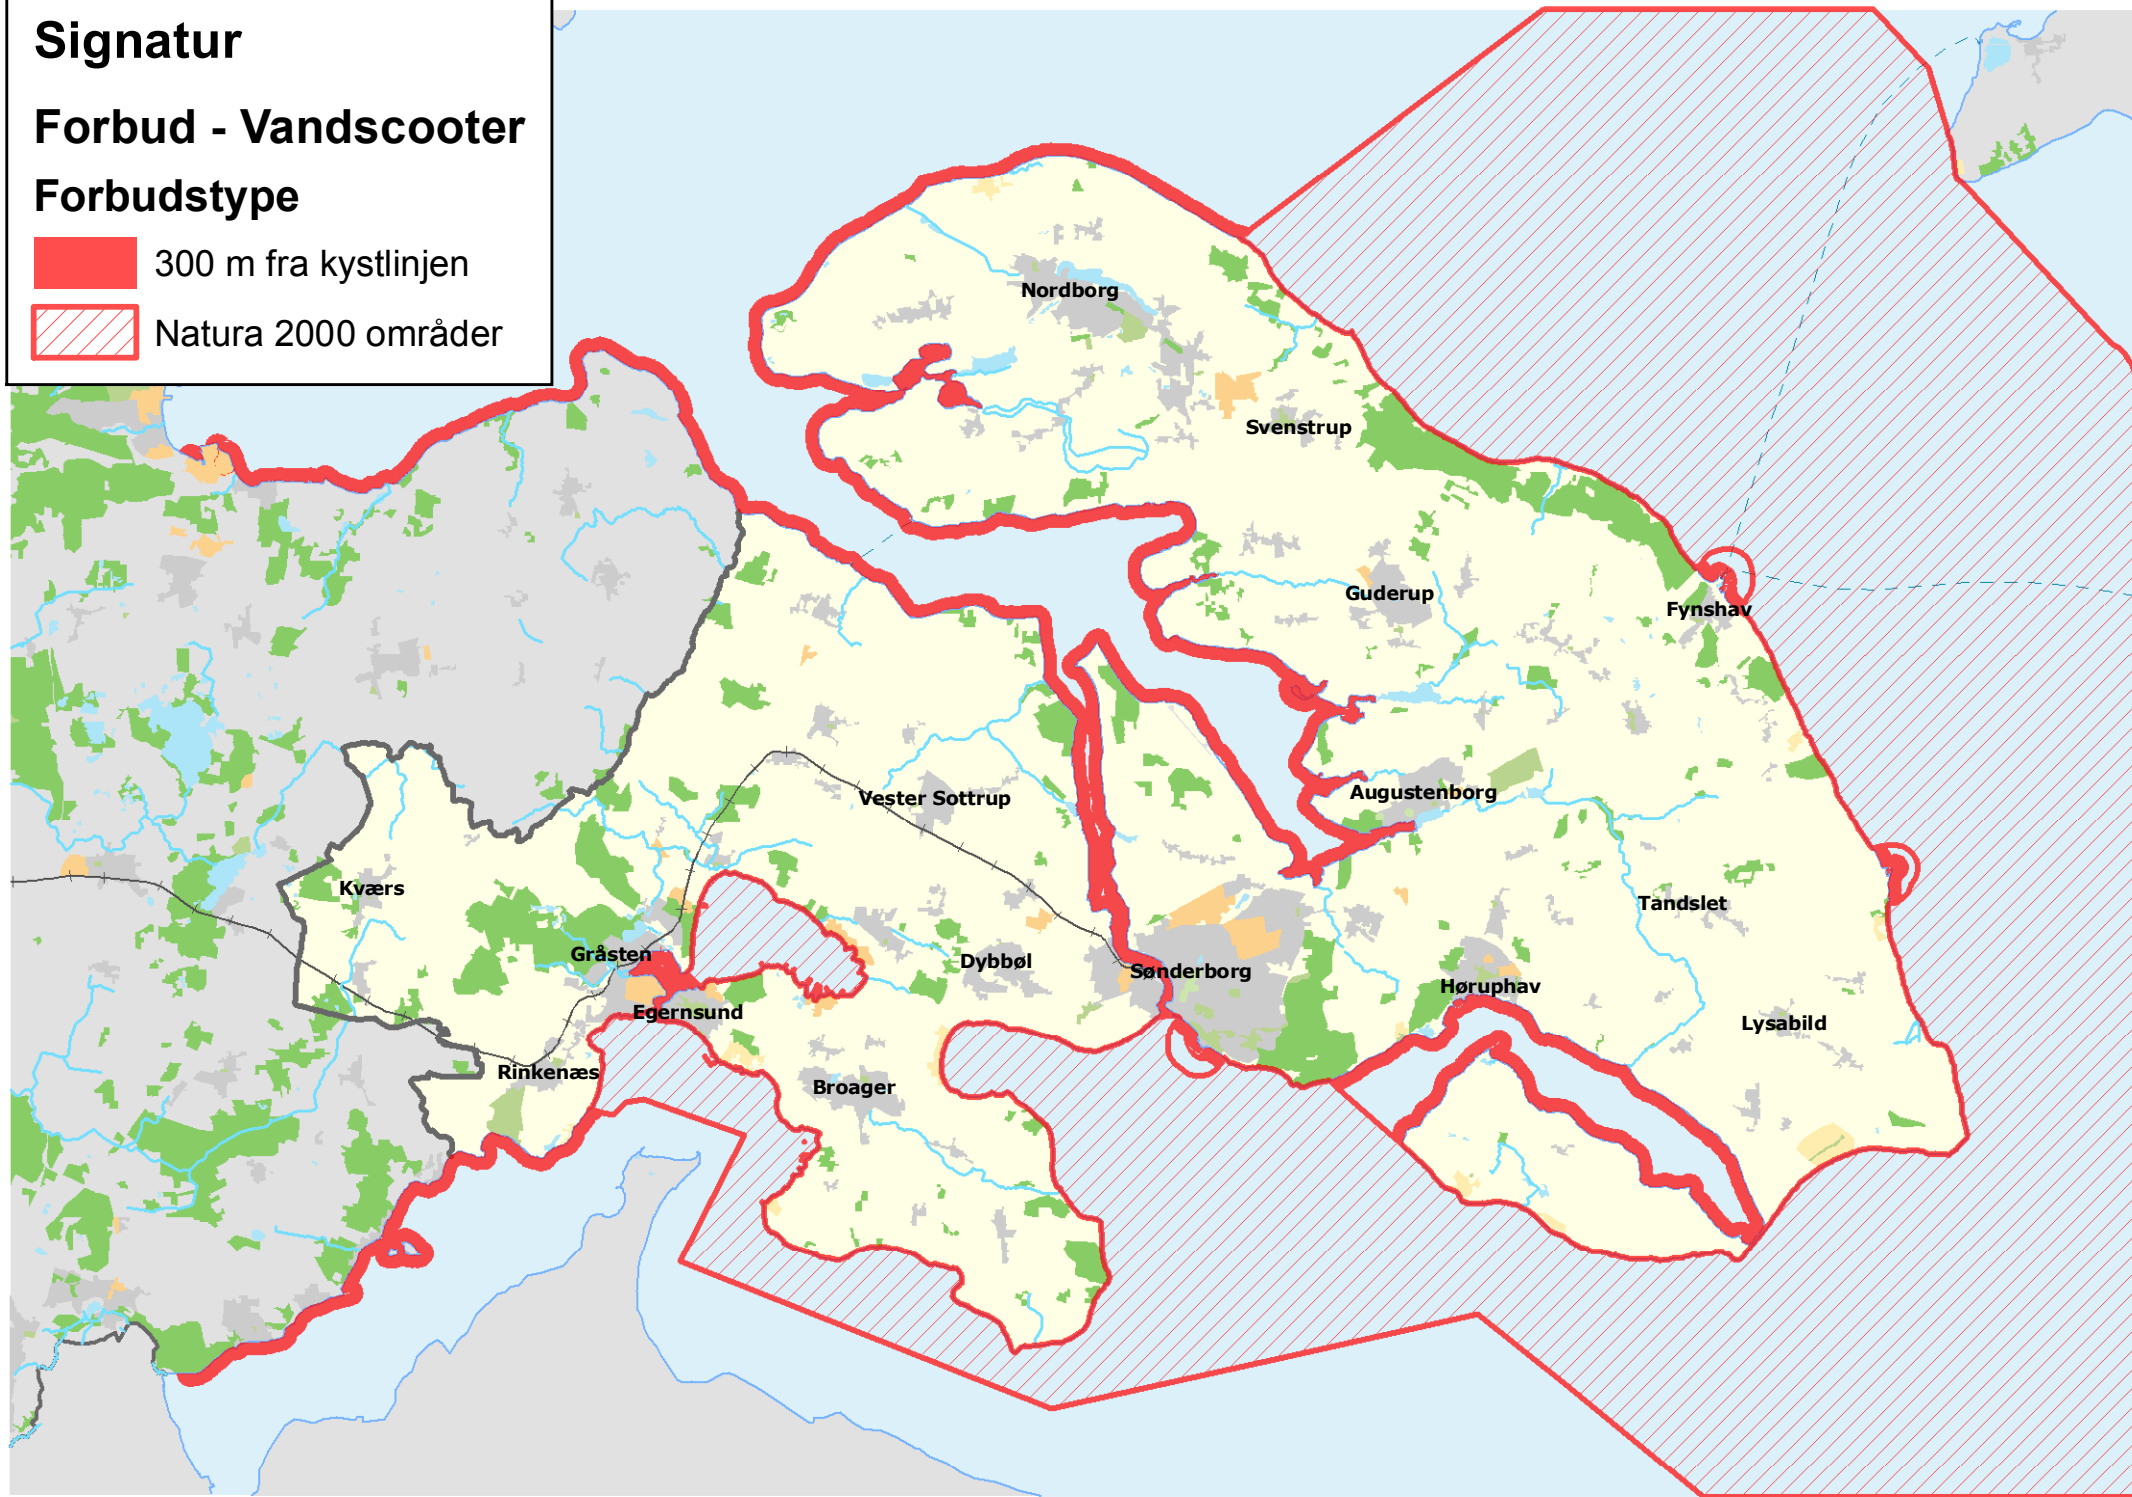 Signatur
Forbud - Vandscooter
Forbudstype
300 m fra kystlinjen
Natura 2000 områder
Nordborg
Svenstrup
Guderup
Fynshav
Vester Sottrup
Augustenborg
Kværs
Tandslet
Gråsten
Dybbøl
Sønderborg
Høruphav
Egernsund
Lysabild
Rinkenæs
Broager